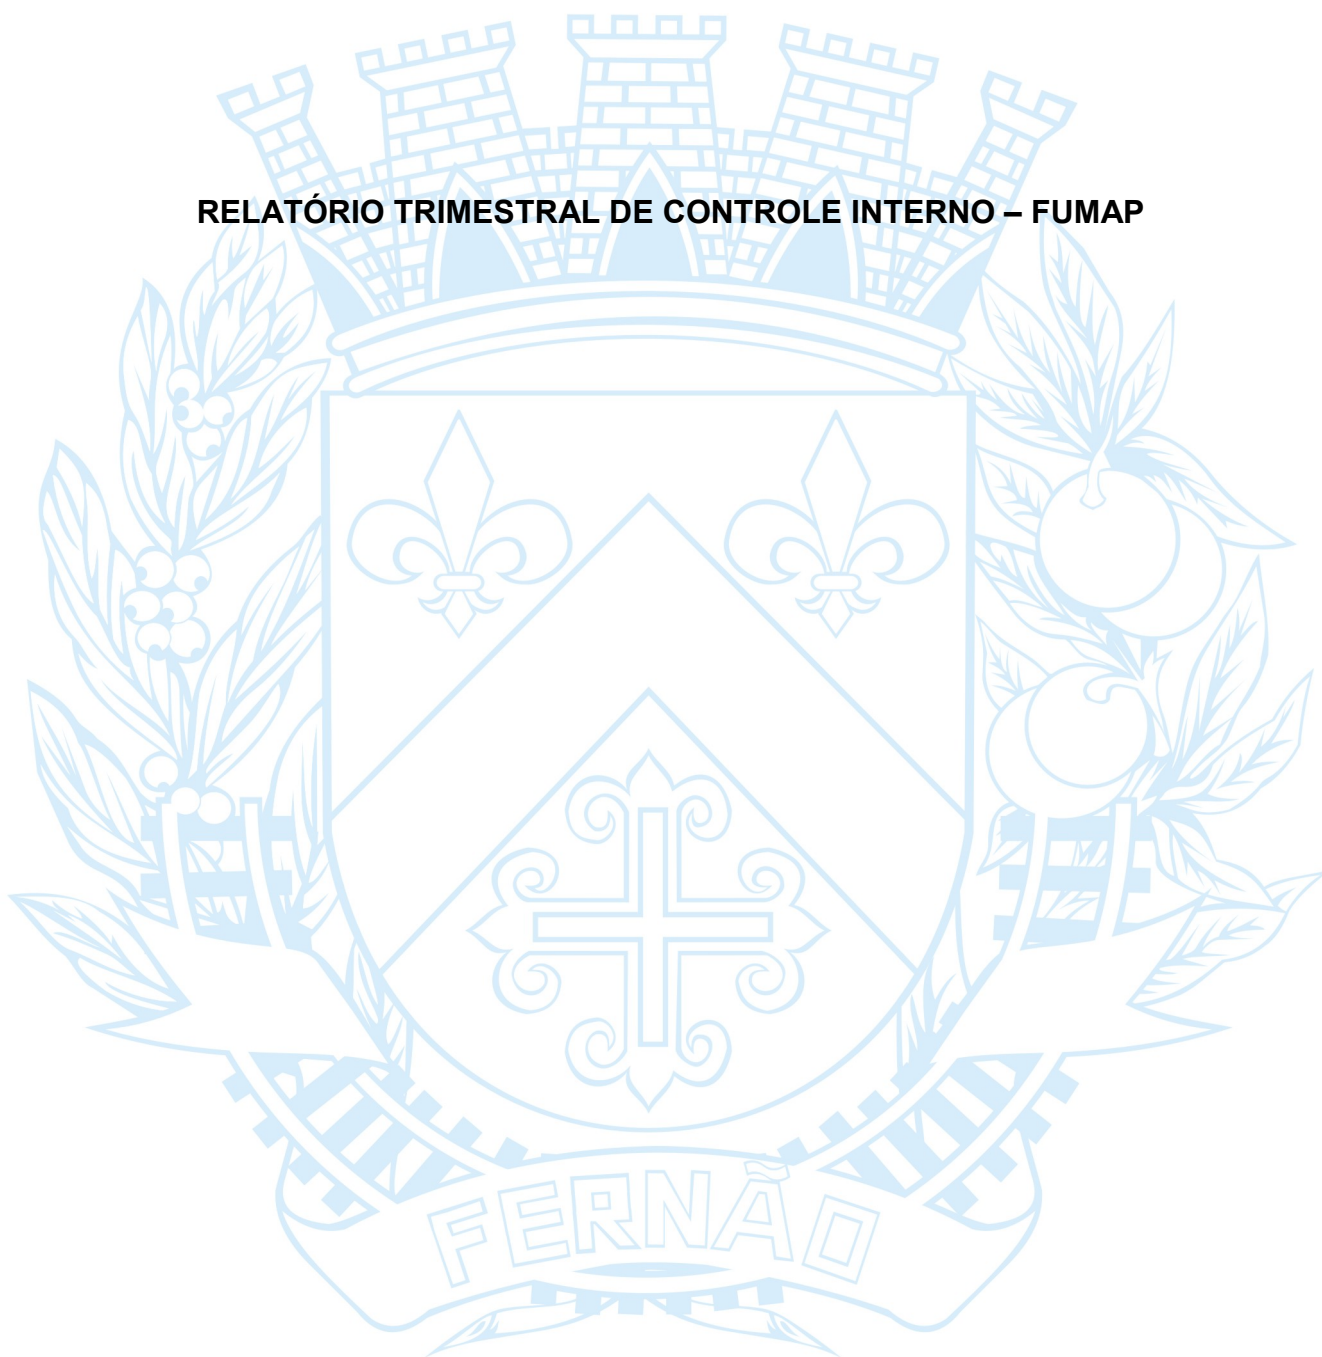 RELATÓRIO TRIMESTRAL DE CONTROLE INTERNO – FUMAP
FERNÃO